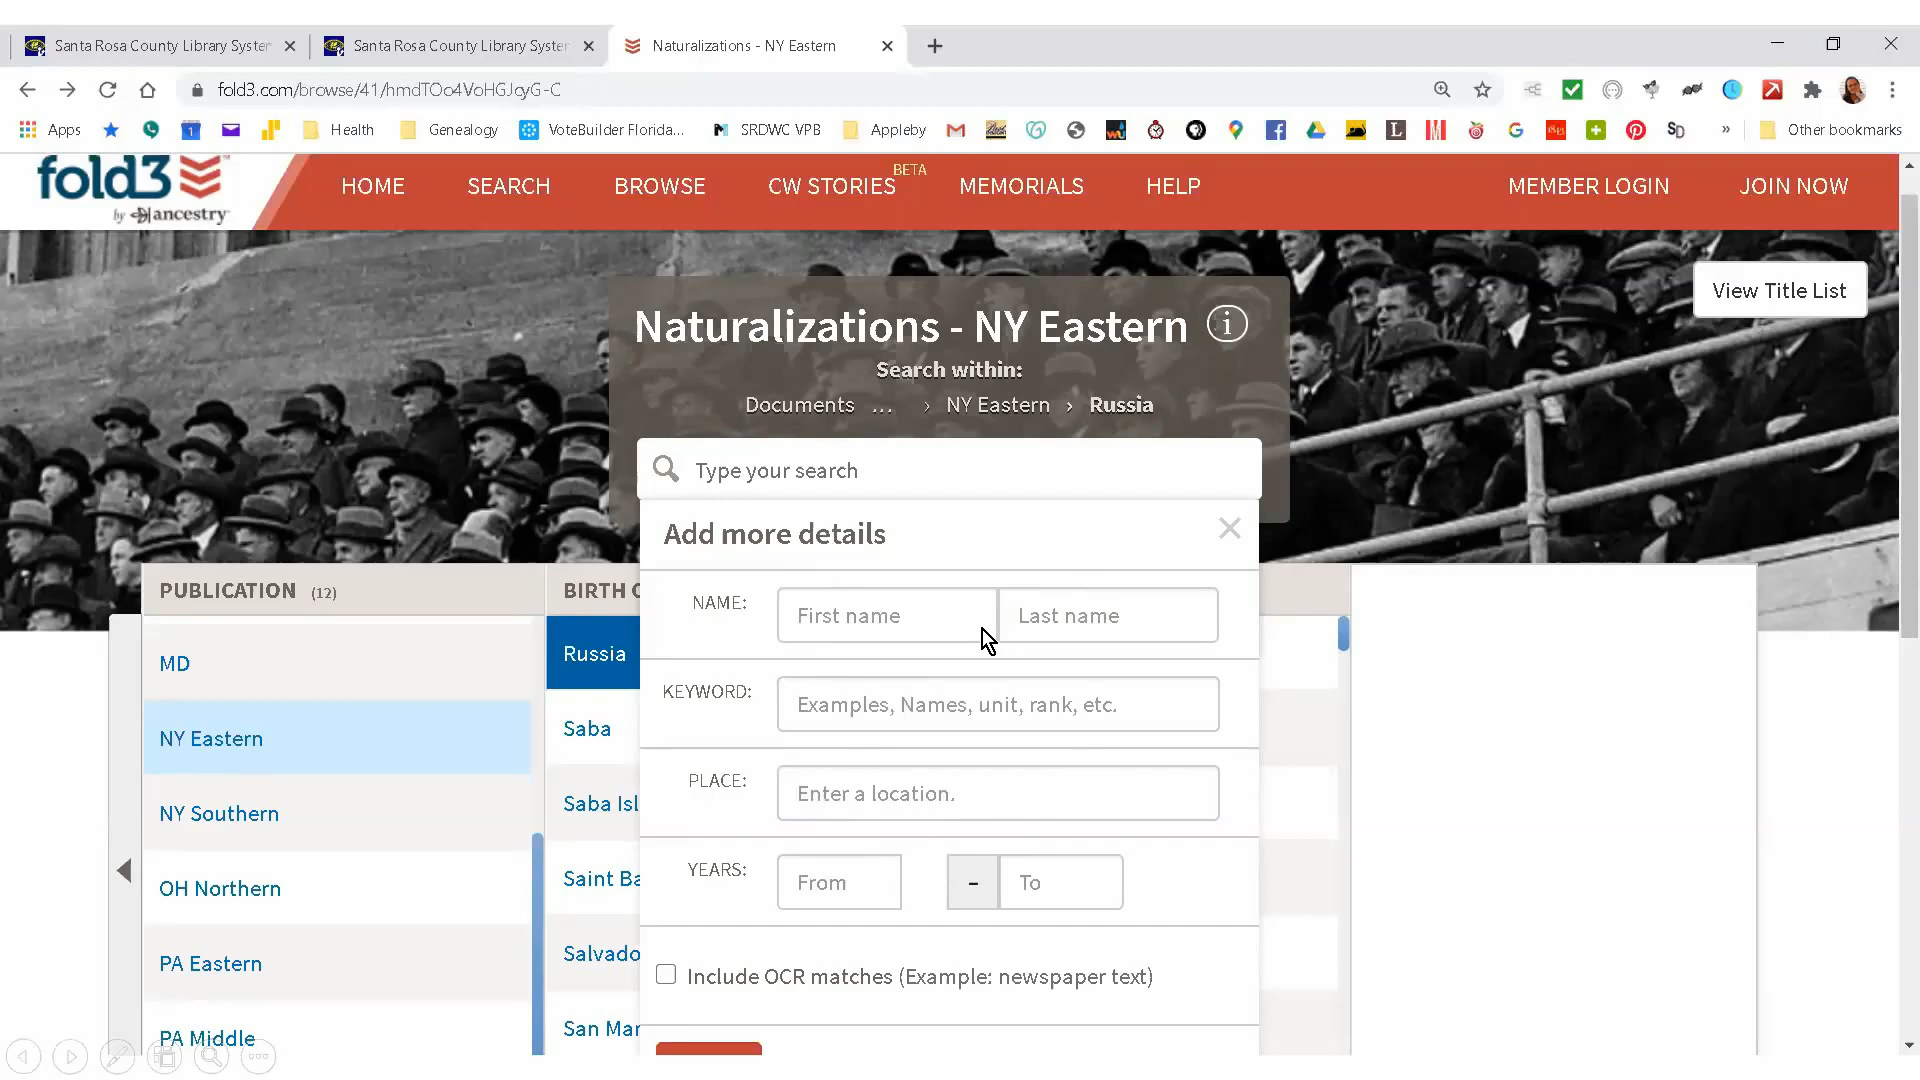 Santa Rosa County Library System
Santa Rosa County Library System
Naturalizations - NY Eastern
fold3.com/browse/41/hmdTOo4VoHGJcyG-C
Apps
Health
Genealogy
VoteBuilder Florida...
SRDWC VPB
Appleby
»
Other bookmarks
fold3
by ancestry
HOME
SEARCH
BROWSE
CW STORIES
BETA
MEMORIALS
HELP
MEMBER LOGIN
JOIN NOW
View Title List
Naturalizations - NY Eastern
Search within:
Documents ... › NY Eastern › Russia
Type your search
Add more details
NAME:
First name
Last name
KEYWORD:
Examples, Names, unit, rank, etc.
PLACE:
Enter a location.
YEARS:
From
-
To
Include OCR matches (Example: newspaper text)
PUBLICATION (12)
MD
NY Eastern
NY Southern
OH Northern
PA Eastern
PA Middle
BIRTH C
Russia
Saba
Saba Isl
Saint Ba
Salvado
San Mar